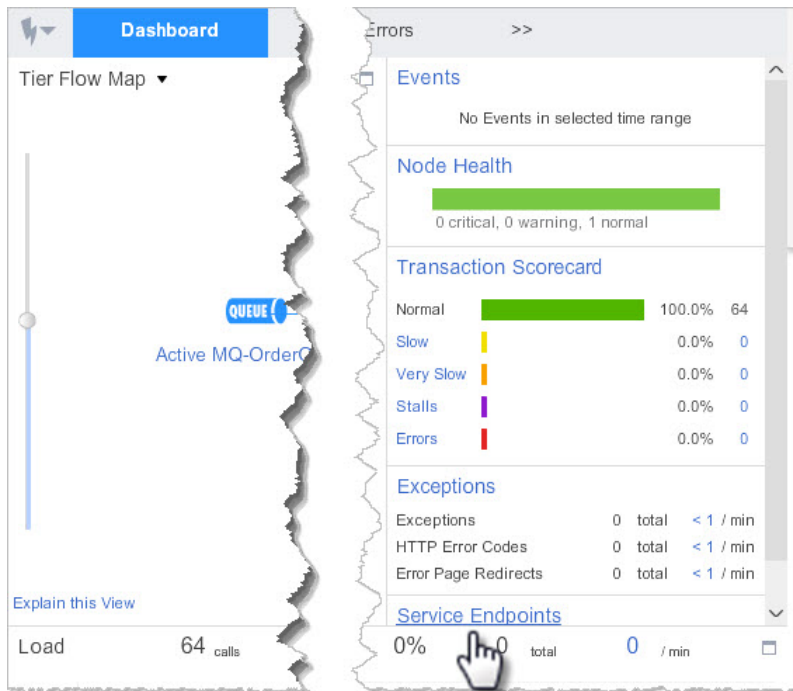 Dashboard
Errors >>
Tier Flow Map
Events
No Events in selected time range
Node Health
0 critical, 0 warning, 1 normal
Transaction Scorecard
Normal 100.0% 64
Slow 0.0% 0
Very Slow 0.0% 0
Stalls 0.0% 0
Errors 0.0% 0
QUEUE
Active MQ-Order
Exceptions
Exceptions 0 total < 1 / min
HTTP Error Codes 0 total < 1 / min
Error Page Redirects 0 total < 1 / min
Explain this View
Service Endpoints
Load 64 calls
0% 0 total 0 / min